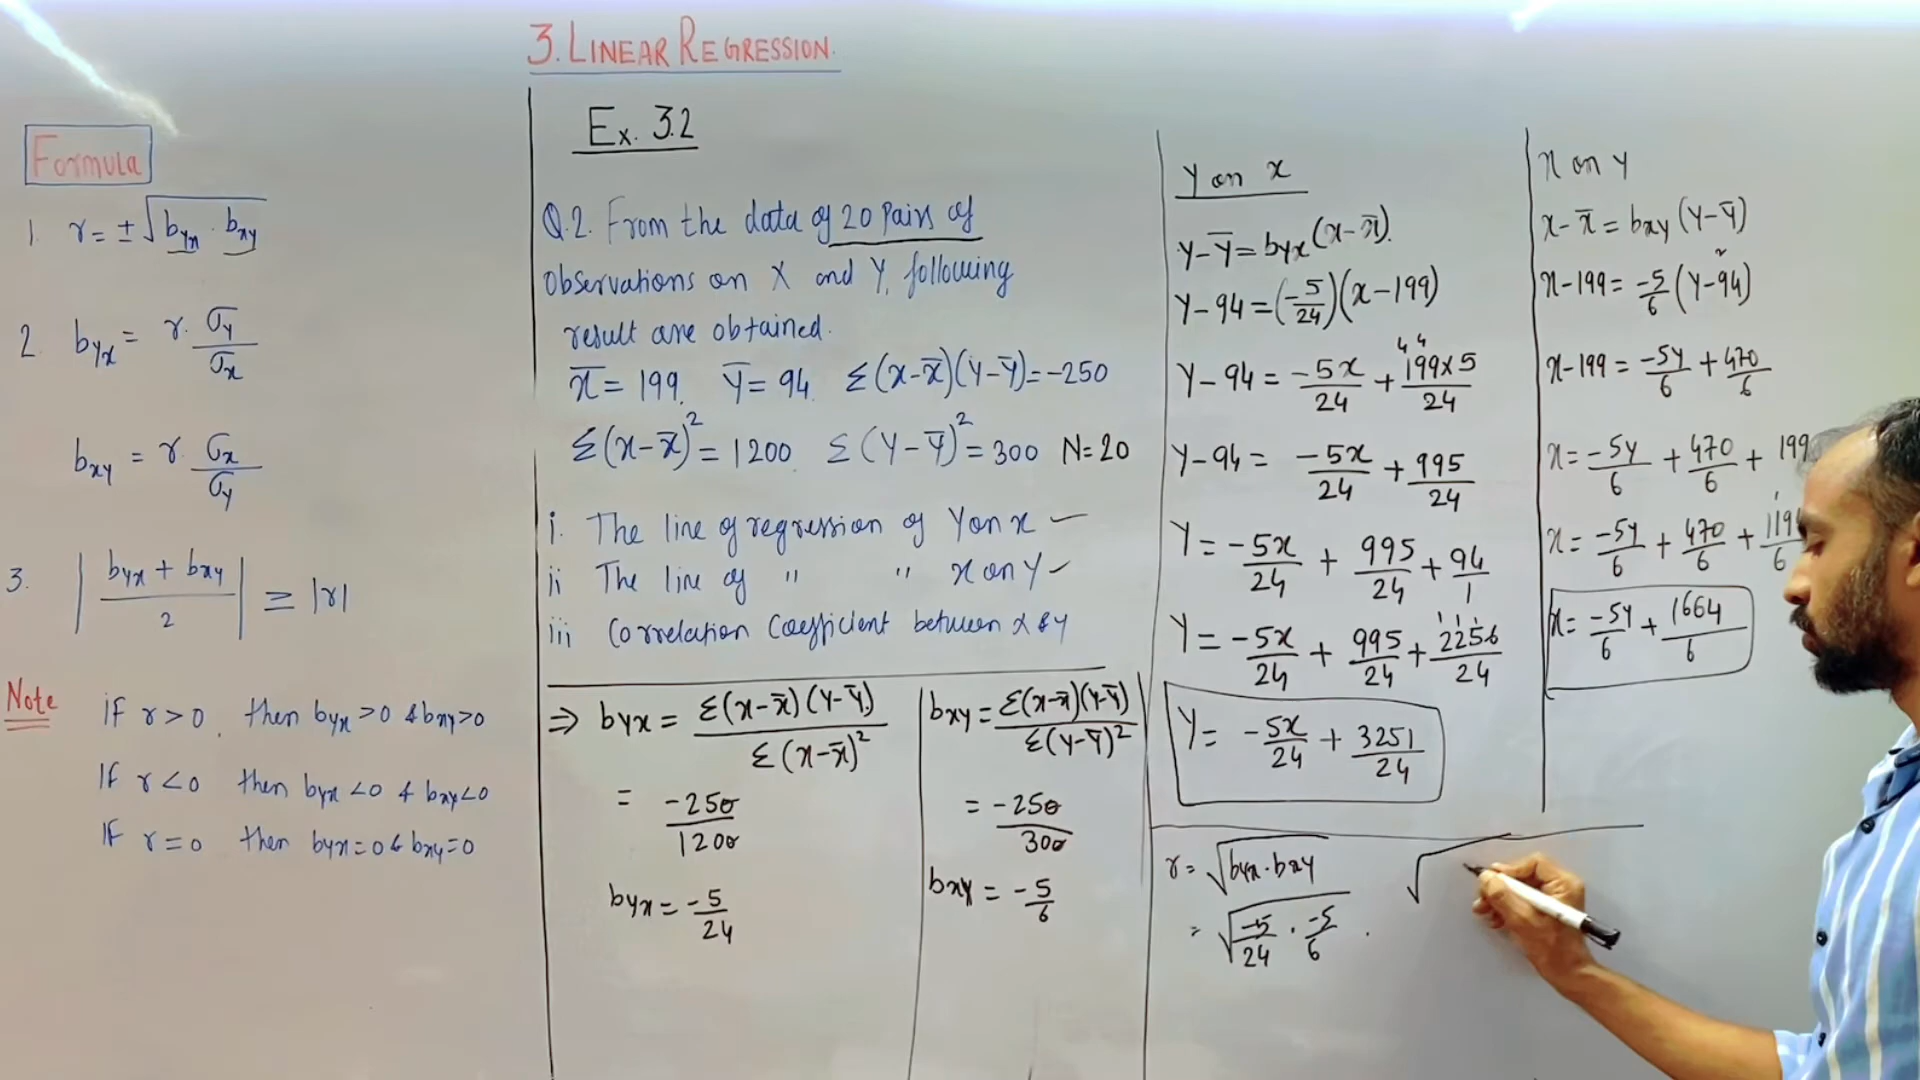 3. LINEAR REGRESSION.
Formula
1. r = ± √(byx · bxy)
2. byx = r. σy/σx
bxy = r. σx/σy
3. |(byx + bxy)/2| ≥ |r|
Note if r > 0, then byx > 0 & bxy > 0
If r < 0 then byx < 0 & bxy < 0
If r = 0 then byx = 0 & bxy = 0
Ex. 3.2
Q.2. From the data of 20 Pairs of
Observations on X and Y, following
result are obtained.
x̄ = 199. ȳ = 94. Σ(x-x̄)(y-ȳ) = -250
Σ(x-x̄)² = 1200 Σ(y-ȳ)² = 300 N = 20
i. The line of regression of Y on x —
ii The line of " " x on Y —
iii Correlation Coefficient between x & y
⇒ byx = Σ(x-x̄)(y-ȳ)/Σ(x-x̄)²
= -250/1200
byx = -5/24
bxy = Σ(x-x̄)(y-ȳ)/Σ(y-ȳ)²
= -250/300
bxy = -5/6
Y on x
Y - Ȳ = byx (x - x̄).
Y - 94 = (-5/24)(x - 199)
4 4
Y - 94 = -5x/24 + 199×5/24
Y - 94 = -5x/24 + 995/24
Y = -5x/24 + 995/24 + 94/1
1 1 1
Y = -5x/24 + 995/24 + 2256/24
Y = -5x/24 + 3251/24
x on y
x - x̄ = bxy (Y - Ȳ)
2
x - 199 = -5/6 (Y - 94)
x - 199 = -5y/6 + 470/6
x = -5y/6 + 470/6 + 199
x = -5y/6 + 470/6 + /6
x = -5y/6 + 1664/6
r = √(byx · bxy)
= √(-5/24 · -5/6) .
√